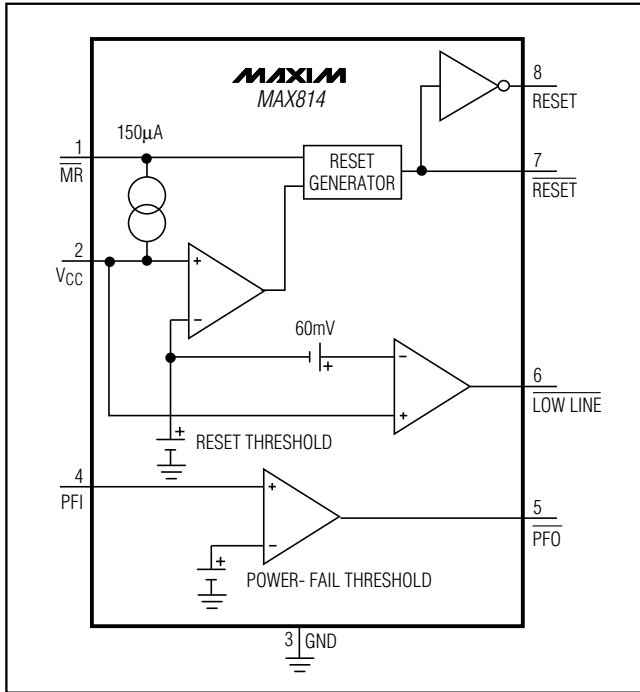 MAXIM
MAX814
8
RESET
150µA
1
MR
RESET
GENERATOR
7
RESET
2
VCC
+
−
60mV
+
−
+
6
LOW LINE
+
RESET THRESHOLD
4
PFI
+
−
5
PFO
+
POWER- FAIL THRESHOLD
3 GND